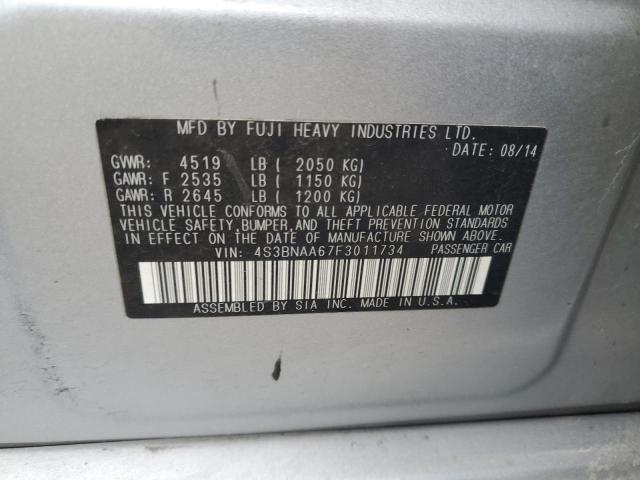 MFD BY FUJI HEAVY INDUSTRIES LTD.
DATE: 08/14
GVWR: 4519 LB ( 2050 KG)
GAWR: F 2535 LB ( 1150 KG)
GAWR: R 2645 LB ( 1200 KG)
THIS VEHICLE CONFORMS TO ALL APPLICABLE FEDERAL MOTOR
VEHICLE SAFETY, BUMPER, AND THEFT PREVENTION STANDARDS
IN EFFECT ON THE DATE OF MANUFACTURE SHOWN ABOVE.
VIN: 4S3BNAA67F3011734 PASSENGER CAR
ASSEMBLED BY SIA INC. MADE IN U.S.A.